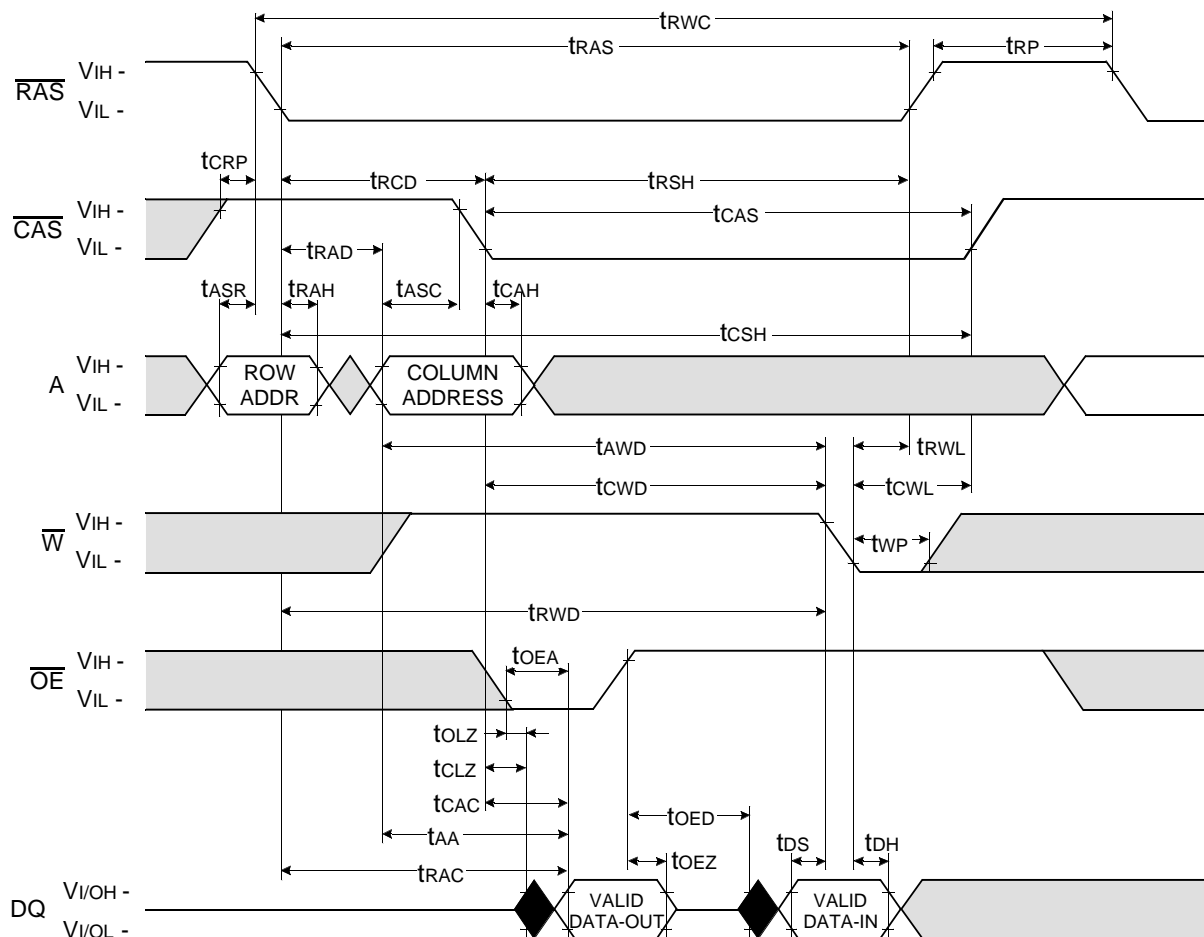 tRWC
tRAS
tRP
RAS
VIH -
VIL -
tCRP
tRCD
tRSH
CAS
VIH -
VIL -
tCAS
tRAD
tASR
tRAH
tASC
tCAH
tCSH
A
VIH -
VIL -
ROW
ADDR
COLUMN
ADDRESS
tAWD
tRWL
tCWD
tCWL
W
VIH -
VIL -
tWP
tRWD
OE
VIH -
VIL -
tOEA
tOLZ
tCLZ
tCAC
tOED
tAA
tDS
tDH
tOEZ
tRAC
DQ
VI/OH -
VI/OL -
VALID
DATA-OUT
VALID
DATA-IN